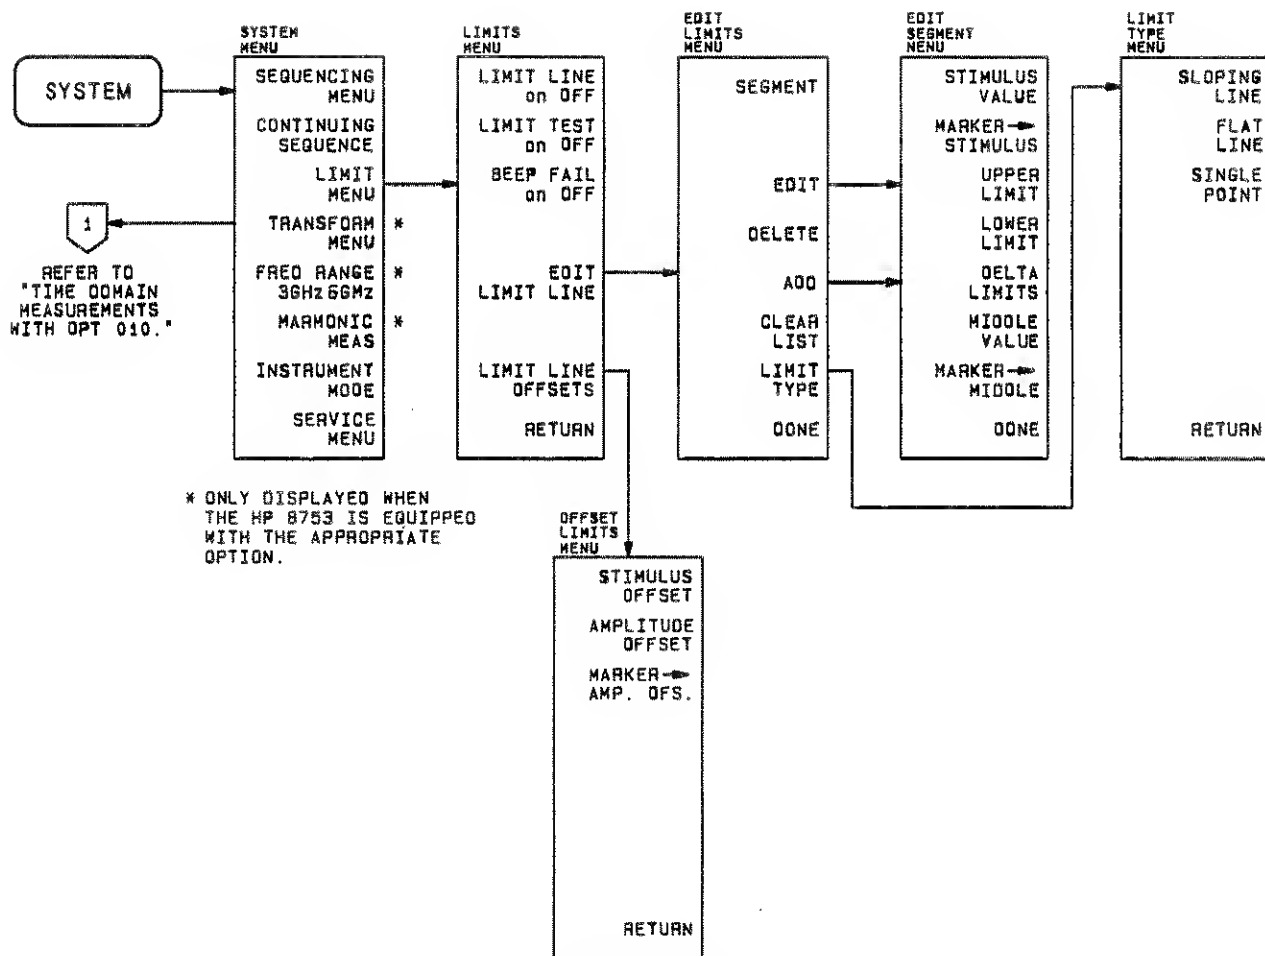 SYSTEM
SYSTEM
MENU
SEQUENCING
MENU
CONTINUING
SEQUENCE
LIMIT
MENU
TRANSFORM *
MENU
FREQ RANGE *
3GHz 6GMz
MARMONIC *
MEAS
INSTRUMENT
MODE
SERVICE
MENU
1
REFER TO
"TIME DOMAIN
MEASUREMENTS
WITH OPT 010."
* ONLY DISPLAYED WHEN
THE HP 8753 IS EQUIPPED
WITH THE APPROPRIATE
OPTION.
LIMITS
MENU
LIMIT LINE
on OFF
LIMIT TEST
on OFF
BEEP FAIL
on OFF
EDIT
LIMIT LINE
LIMIT LINE
OFFSETS
RETURN
OFFSET
LIMITS
MENU
STIMULUS
OFFSET
AMPLITUDE
OFFSET
MARKER→
AMP. OFS.
RETURN
EDIT
LIMITS
MENU
SEGMENT
EDIT
DELETE
ADD
CLEAR
LIST
LIMIT
TYPE
DONE
EDIT
SEGMENT
MENU
STIMULUS
VALUE
MARKER→
STIMULUS
UPPER
LIMIT
LOWER
LIMIT
DELTA
LIMITS
MIDDLE
VALUE
MARKER→
MIDDLE
DONE
LIMIT
TYPE
MENU
SLOPING
LINE
FLAT
LINE
SINGLE
POINT
RETURN